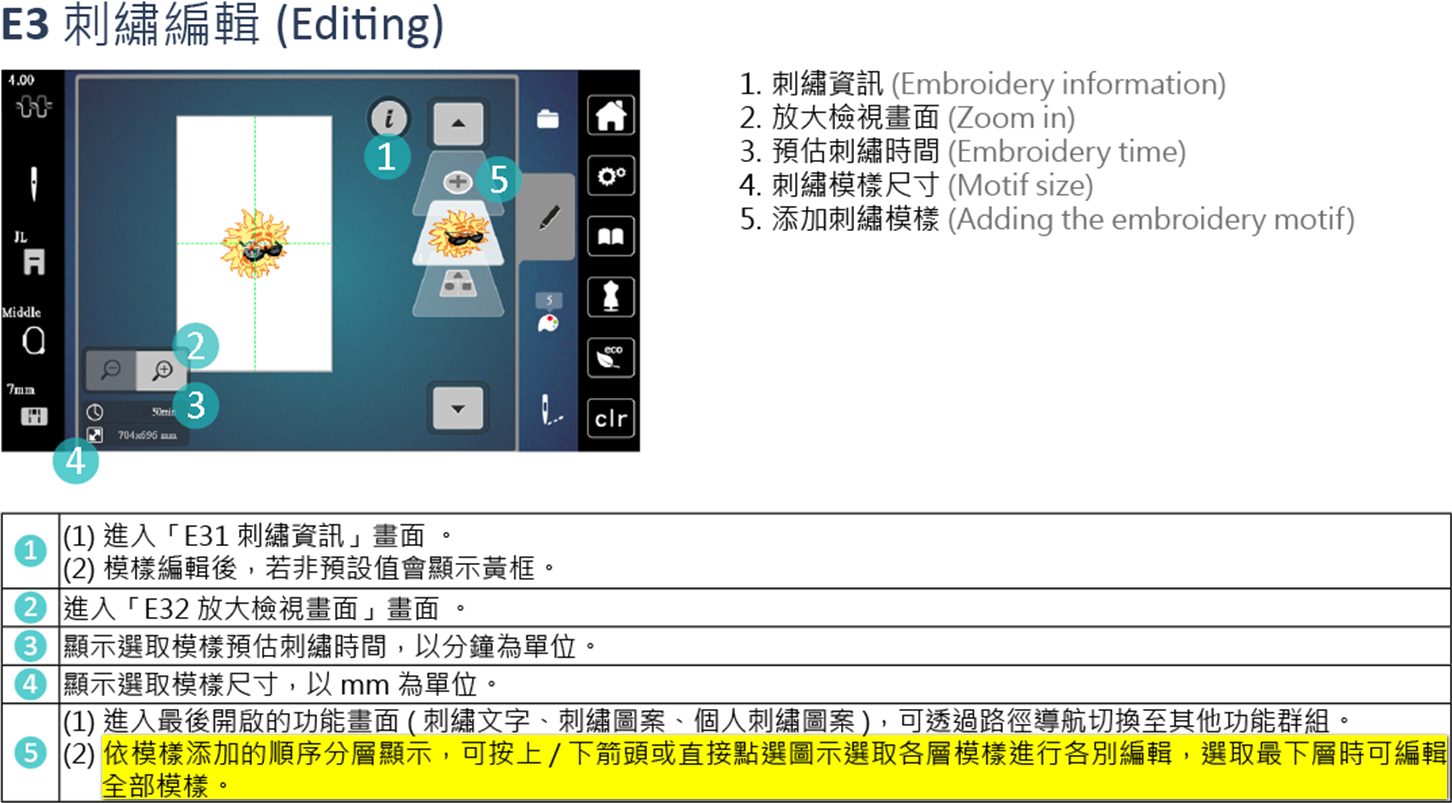 E3 刺繡編輯 (Editing)
4.00
JL
Middle
7mm
i
1
5
2
3
50min
704x696 mm
4
5
eco
clr
1. 刺繡資訊 (Embroidery information)
2. 放大檢視畫面 (Zoom in)
3. 預估刺繡時間 (Embroidery time)
4. 刺繡模樣尺寸 (Motif size)
5. 添加刺繡模樣 (Adding the embroidery motif)
1
(1) 進入「E31 刺繡資訊」畫面 。
(2) 模樣編輯後，若非預設值會顯示黃框。
2 進入「E32 放大檢視畫面」畫面 。
3 顯示選取模樣預估刺繡時間，以分鐘為單位。
4 顯示選取模樣尺寸，以 mm 為單位。
5
(1) 進入最後開啟的功能畫面 ( 刺繡文字、刺繡圖案、個人刺繡圖案 )，可透過路徑導航切換至其他功能群組。
(2) 依模樣添加的順序分層顯示，可按上 / 下箭頭或直接點選圖示選取各層模樣進行各別編輯，選取最下層時可編輯
全部模樣。